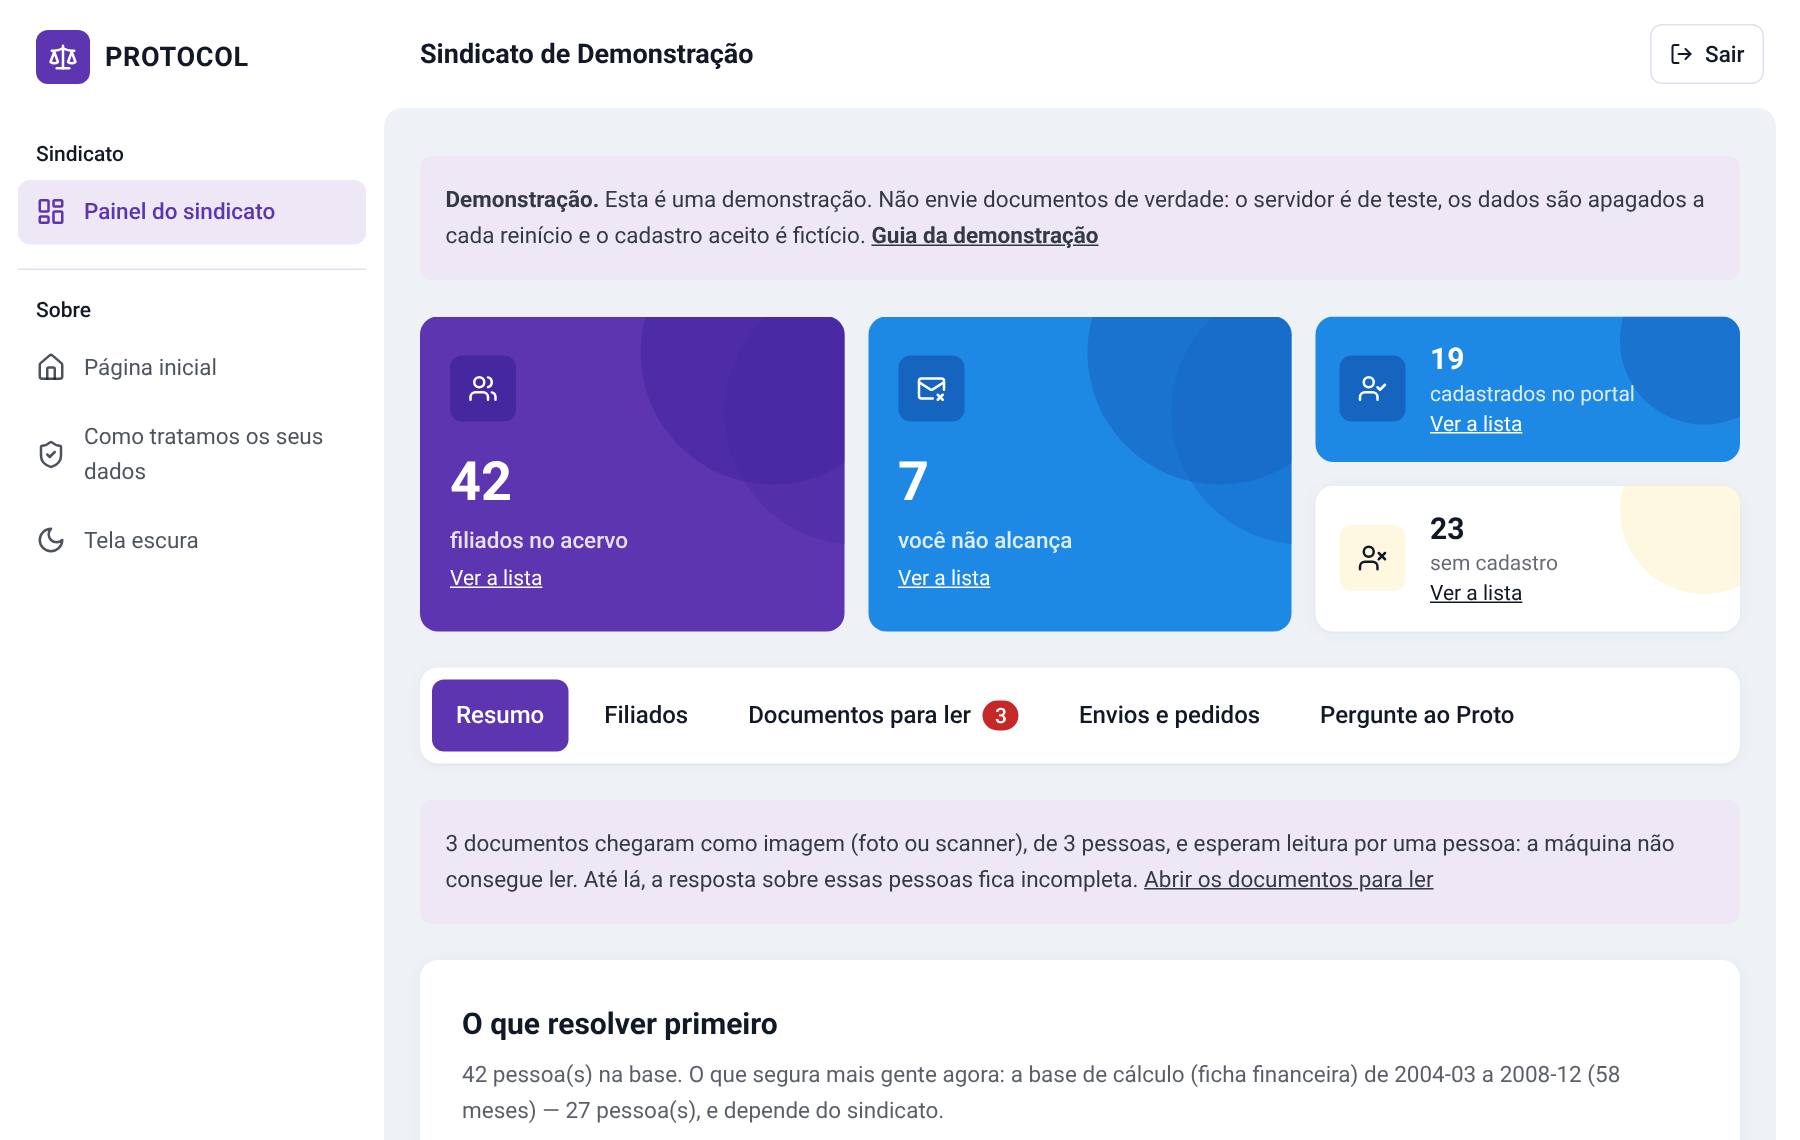 PROTOCOL
Sindicato
Painel do sindicato
Sobre
Página inicial
Como tratamos os seus
dados
Tela escura
Sindicato de Demonstração
Sair
Demonstração. Esta é uma demonstração. Não envie documentos de verdade: o servidor é de teste, os dados são apagados a
cada reinício e o cadastro aceito é fictício. Guia da demonstração
42
filiados no acervo
Ver a lista
7
você não alcança
Ver a lista
19
cadastrados no portal
Ver a lista
23
sem cadastro
Ver a lista
Resumo
Filiados
Documentos para ler 3
Envios e pedidos
Pergunte ao Proto
3 documentos chegaram como imagem (foto ou scanner), de 3 pessoas, e esperam leitura por uma pessoa: a máquina não
consegue ler. Até lá, a resposta sobre essas pessoas fica incompleta. Abrir os documentos para ler
O que resolver primeiro
42 pessoa(s) na base. O que segura mais gente agora: a base de cálculo (ficha financeira) de 2004-03 a 2008-12 (58
meses) — 27 pessoa(s), e depende do sindicato.